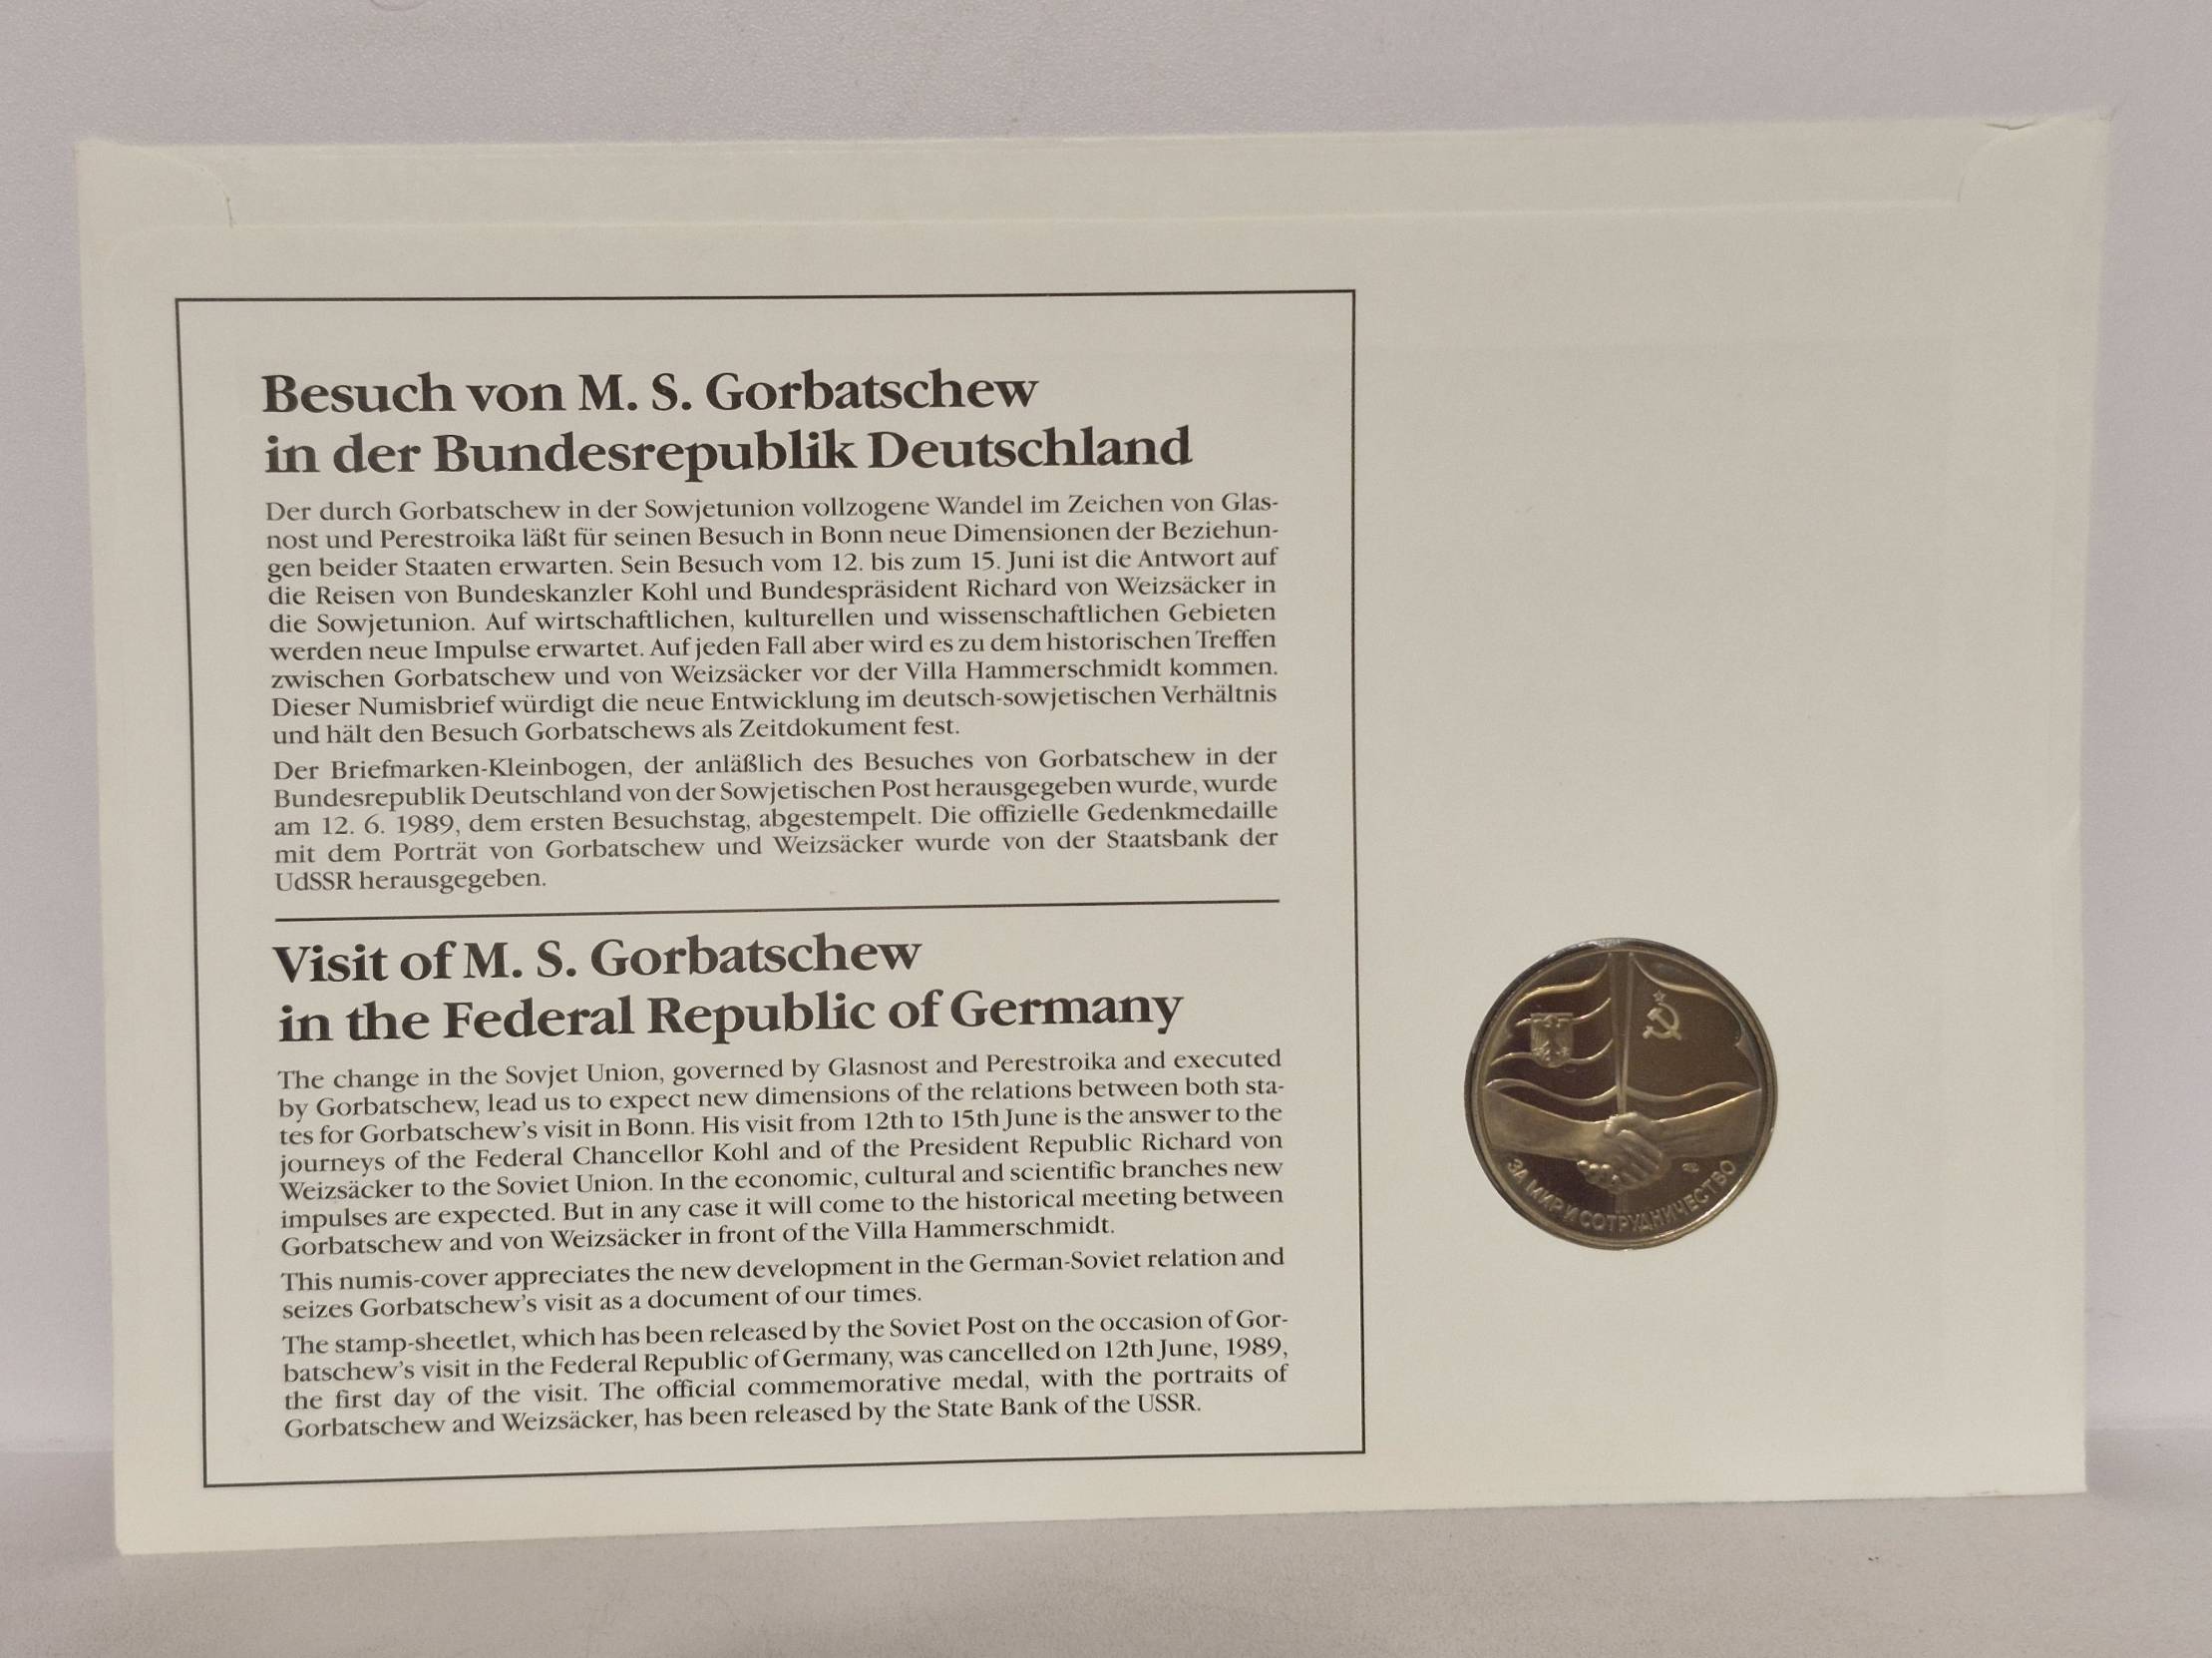 Besuch von M. S. Gorbatschew
in der Bundesrepublik Deutschland
Der durch Gorbatschew in der Sowjetunion vollzogene Wandel im Zeichen von Glas-
nost und Perestroika läßt für seinen Besuch in Bonn neue Dimensionen der Beziehun-
gen beider Staaten erwarten. Sein Besuch vom 12. bis zum 15. Juni ist die Antwort auf
die Reisen von Bundeskanzler Kohl und Bundespräsident Richard von Weizsäcker in
die Sowjetunion. Auf wirtschaftlichen, kulturellen und wissenschaftlichen Gebieten
werden neue Impulse erwartet. Auf jeden Fall aber wird es zu dem historischen Treffen
zwischen Gorbatschew und von Weizsäcker vor der Villa Hammerschmidt kommen.
Dieser Numisbrief würdigt die neue Entwicklung im deutsch-sowjetischen Verhältnis
und hält den Besuch Gorbatschews als Zeitdokument fest.
Der Briefmarken-Kleinbogen, der anläßlich des Besuches von Gorbatschew in der
Bundesrepublik Deutschland von der Sowjetischen Post herausgegeben wurde, wurde
am 12. 6. 1989, dem ersten Besuchstag, abgestempelt. Die offizielle Gedenkmedaille
mit dem Porträt von Gorbatschew und Weizsäcker wurde von der Staatsbank der
UdSSR herausgegeben.
Visit of M. S. Gorbatschew
in the Federal Republic of Germany
The change in the Sovjet Union, governed by Glasnost and Perestroika and executed
by Gorbatschew, lead us to expect new dimensions of the relations between both sta-
tes for Gorbatschew's visit in Bonn. His visit from 12th to 15th June is the answer to the
journeys of the Federal Chancellor Kohl and of the President Republic Richard von
Weizsäcker to the Soviet Union. In the economic, cultural and scientific branches new
impulses are expected. But in any case it will come to the historical meeting between
Gorbatschew and von Weizsäcker in front of the Villa Hammerschmidt.
This numis-cover appreciates the new development in the German-Soviet relation and
seizes Gorbatschew's visit as a document of our times.
The stamp-sheetlet, which has been released by the Soviet Post on the occasion of Gor-
batschew's visit in the Federal Republic of Germany, was cancelled on 12th June, 1989,
the first day of the visit. The official commemorative medal, with the portraits of
Gorbatschew and Weizsäcker, has been released by the State Bank of the USSR.
ЗА МИР И СОТРУДНИЧЕСТВО